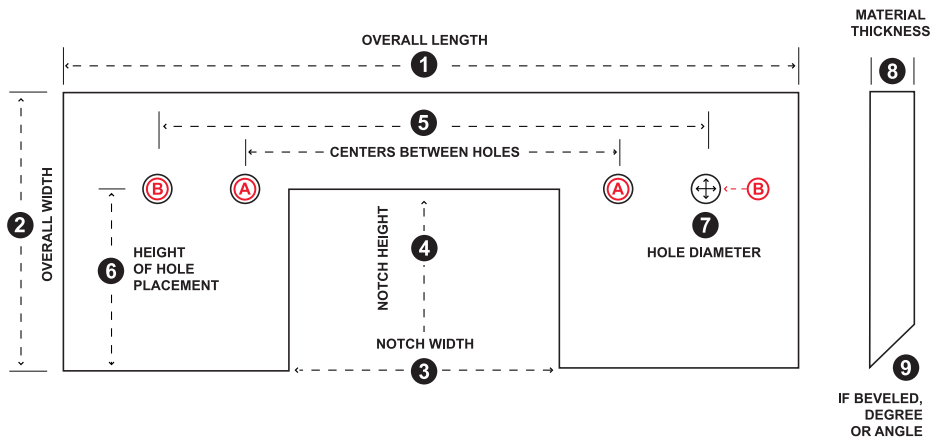 MATERIAL
THICKNESS
OVERALL LENGTH
1
8
5
CENTERS BETWEEN HOLES
B
A
A
B
2
OVERALL WIDTH
6
HEIGHT
OF HOLE
PLACEMENT
NOTCH HEIGHT
4
7
HOLE DIAMETER
NOTCH WIDTH
3
9
IF BEVELED,
DEGREE
OR ANGLE